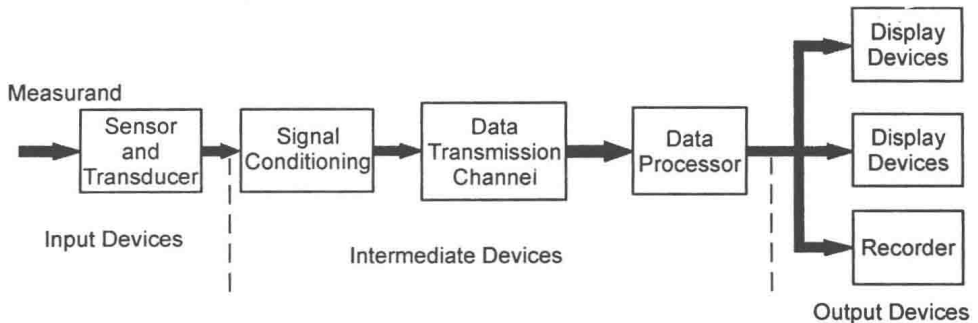 Measurand
Sensor
and
Transducer
Signal
Conditioning
Data
Transmission
Channel
Data
Processor
Display
Devices
Display
Devices
Recorder
Input Devices
Intermediate Devices
Output Devices